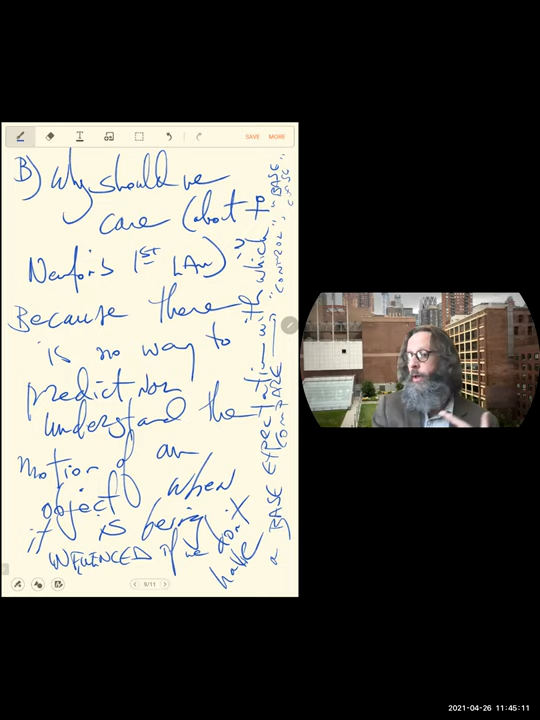 SAVE MORE
B) Why should we
care (about
Newton's 1ST LAW)?
Because there
is no way to
predict nor
understand the
motion of an
object when
it is being
INFLUENCED if we don't
have
a BASE EXPECTATION with which
to COMPARE
"CONTROL", "BASE
CASE"
9/11
2021-04-26 11:45:11